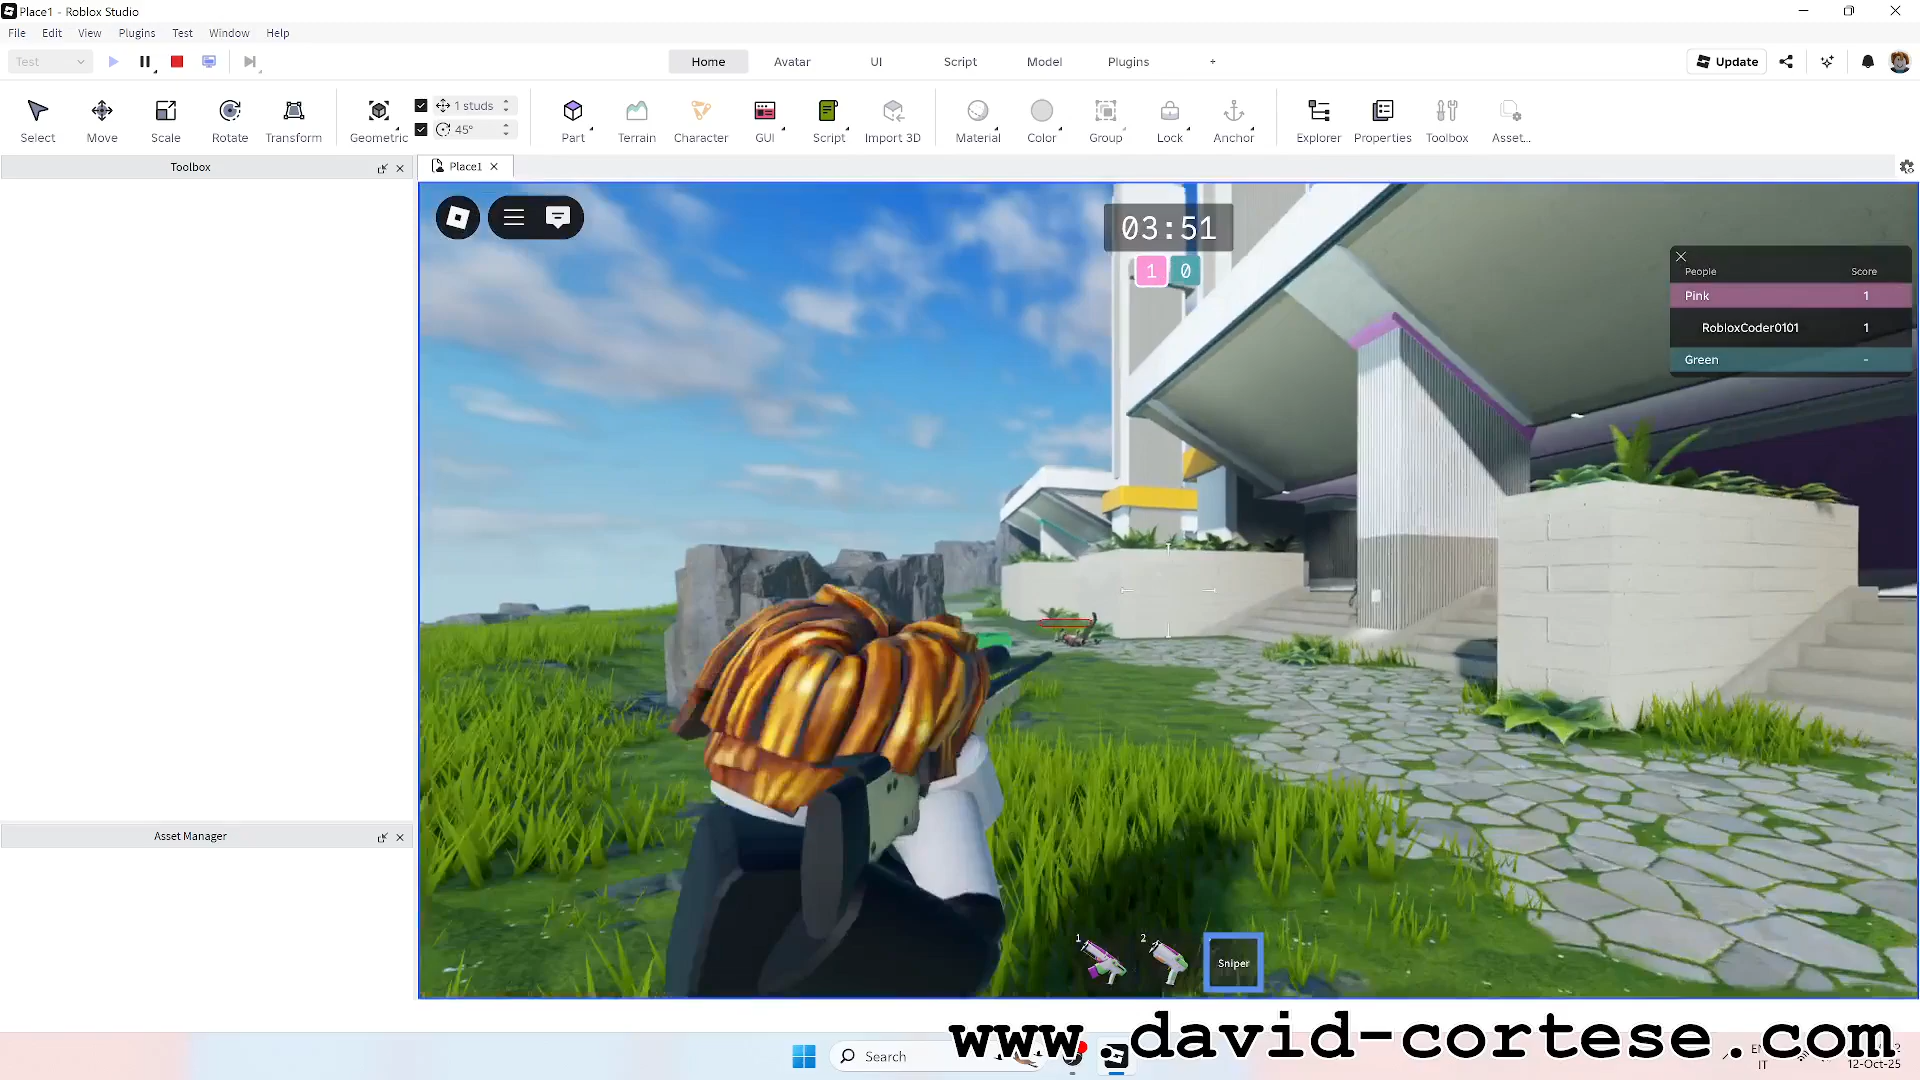 Place1 - Roblox Studio
File Edit View Plugins Test Window Help
Test
Home Avatar UI Script Model Plugins +
Update
Select Move Scale Rotate Transform Geometric
1 studs
45°
Part Terrain Character GUI Script Import 3D Material Color Group Lock Anchor Explorer Properties Toolbox Asset...
Toolbox
Place1
03:51
1 0
People Score
Pink 1
RobloxCoder0101 1
Green -
Asset Manager
1 2
Sniper
www.david-cortese.com
Search
IT
12-Oct-25